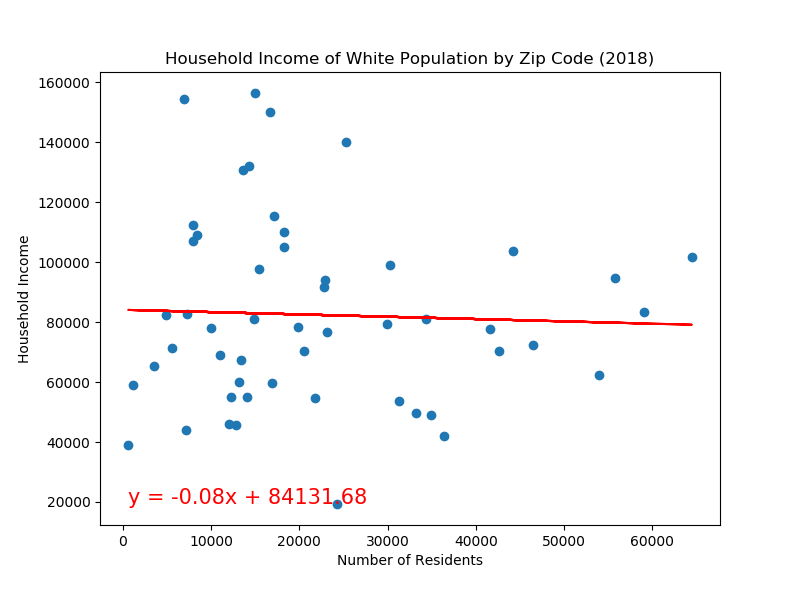 Household Income of White Population by Zip Code (2018)
160000
140000
120000
100000
80000
60000
40000
20000
Household Income
y = -0.08x + 84131.68
0 10000 20000 30000 40000 50000 60000
Number of Residents